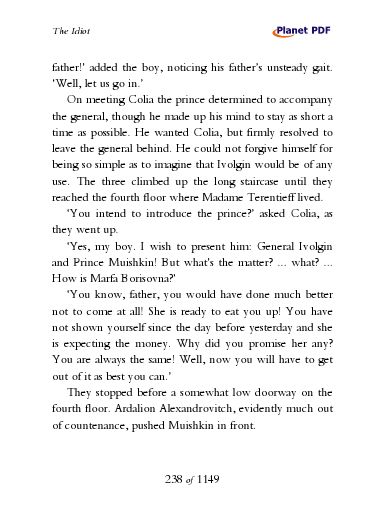 The Idiot
Planet PDF
father!' added the boy, noticing his father's unsteady gait.
'Well, let us go in.'
On meeting Colia the prince determined to accompany
the general, though he made up his mind to stay as short a
time as possible. He wanted Colia, but firmly resolved to
leave the general behind. He could not forgive himself for
being so simple as to imagine that Ivolgin would be of any
use. The three climbed up the long staircase until they
reached the fourth floor where Madame Terentieff lived.
'You intend to introduce the prince?' asked Colia, as
they went up.
'Yes, my boy. I wish to present him: General Ivolgin
and Prince Muishkin! But what's the matter? ... what? ...
How is Marfa Borisovna?'
'You know, father, you would have done much better
not to come at all! She is ready to eat you up! You have
not shown yourself since the day before yesterday and she
is expecting the money. Why did you promise her any?
You are always the same! Well, now you will have to get
out of it as best you can.'
They stopped before a somewhat low doorway on the
fourth floor. Ardalion Alexandrovitch, evidently much out
of countenance, pushed Muishkin in front.
238 of 1149